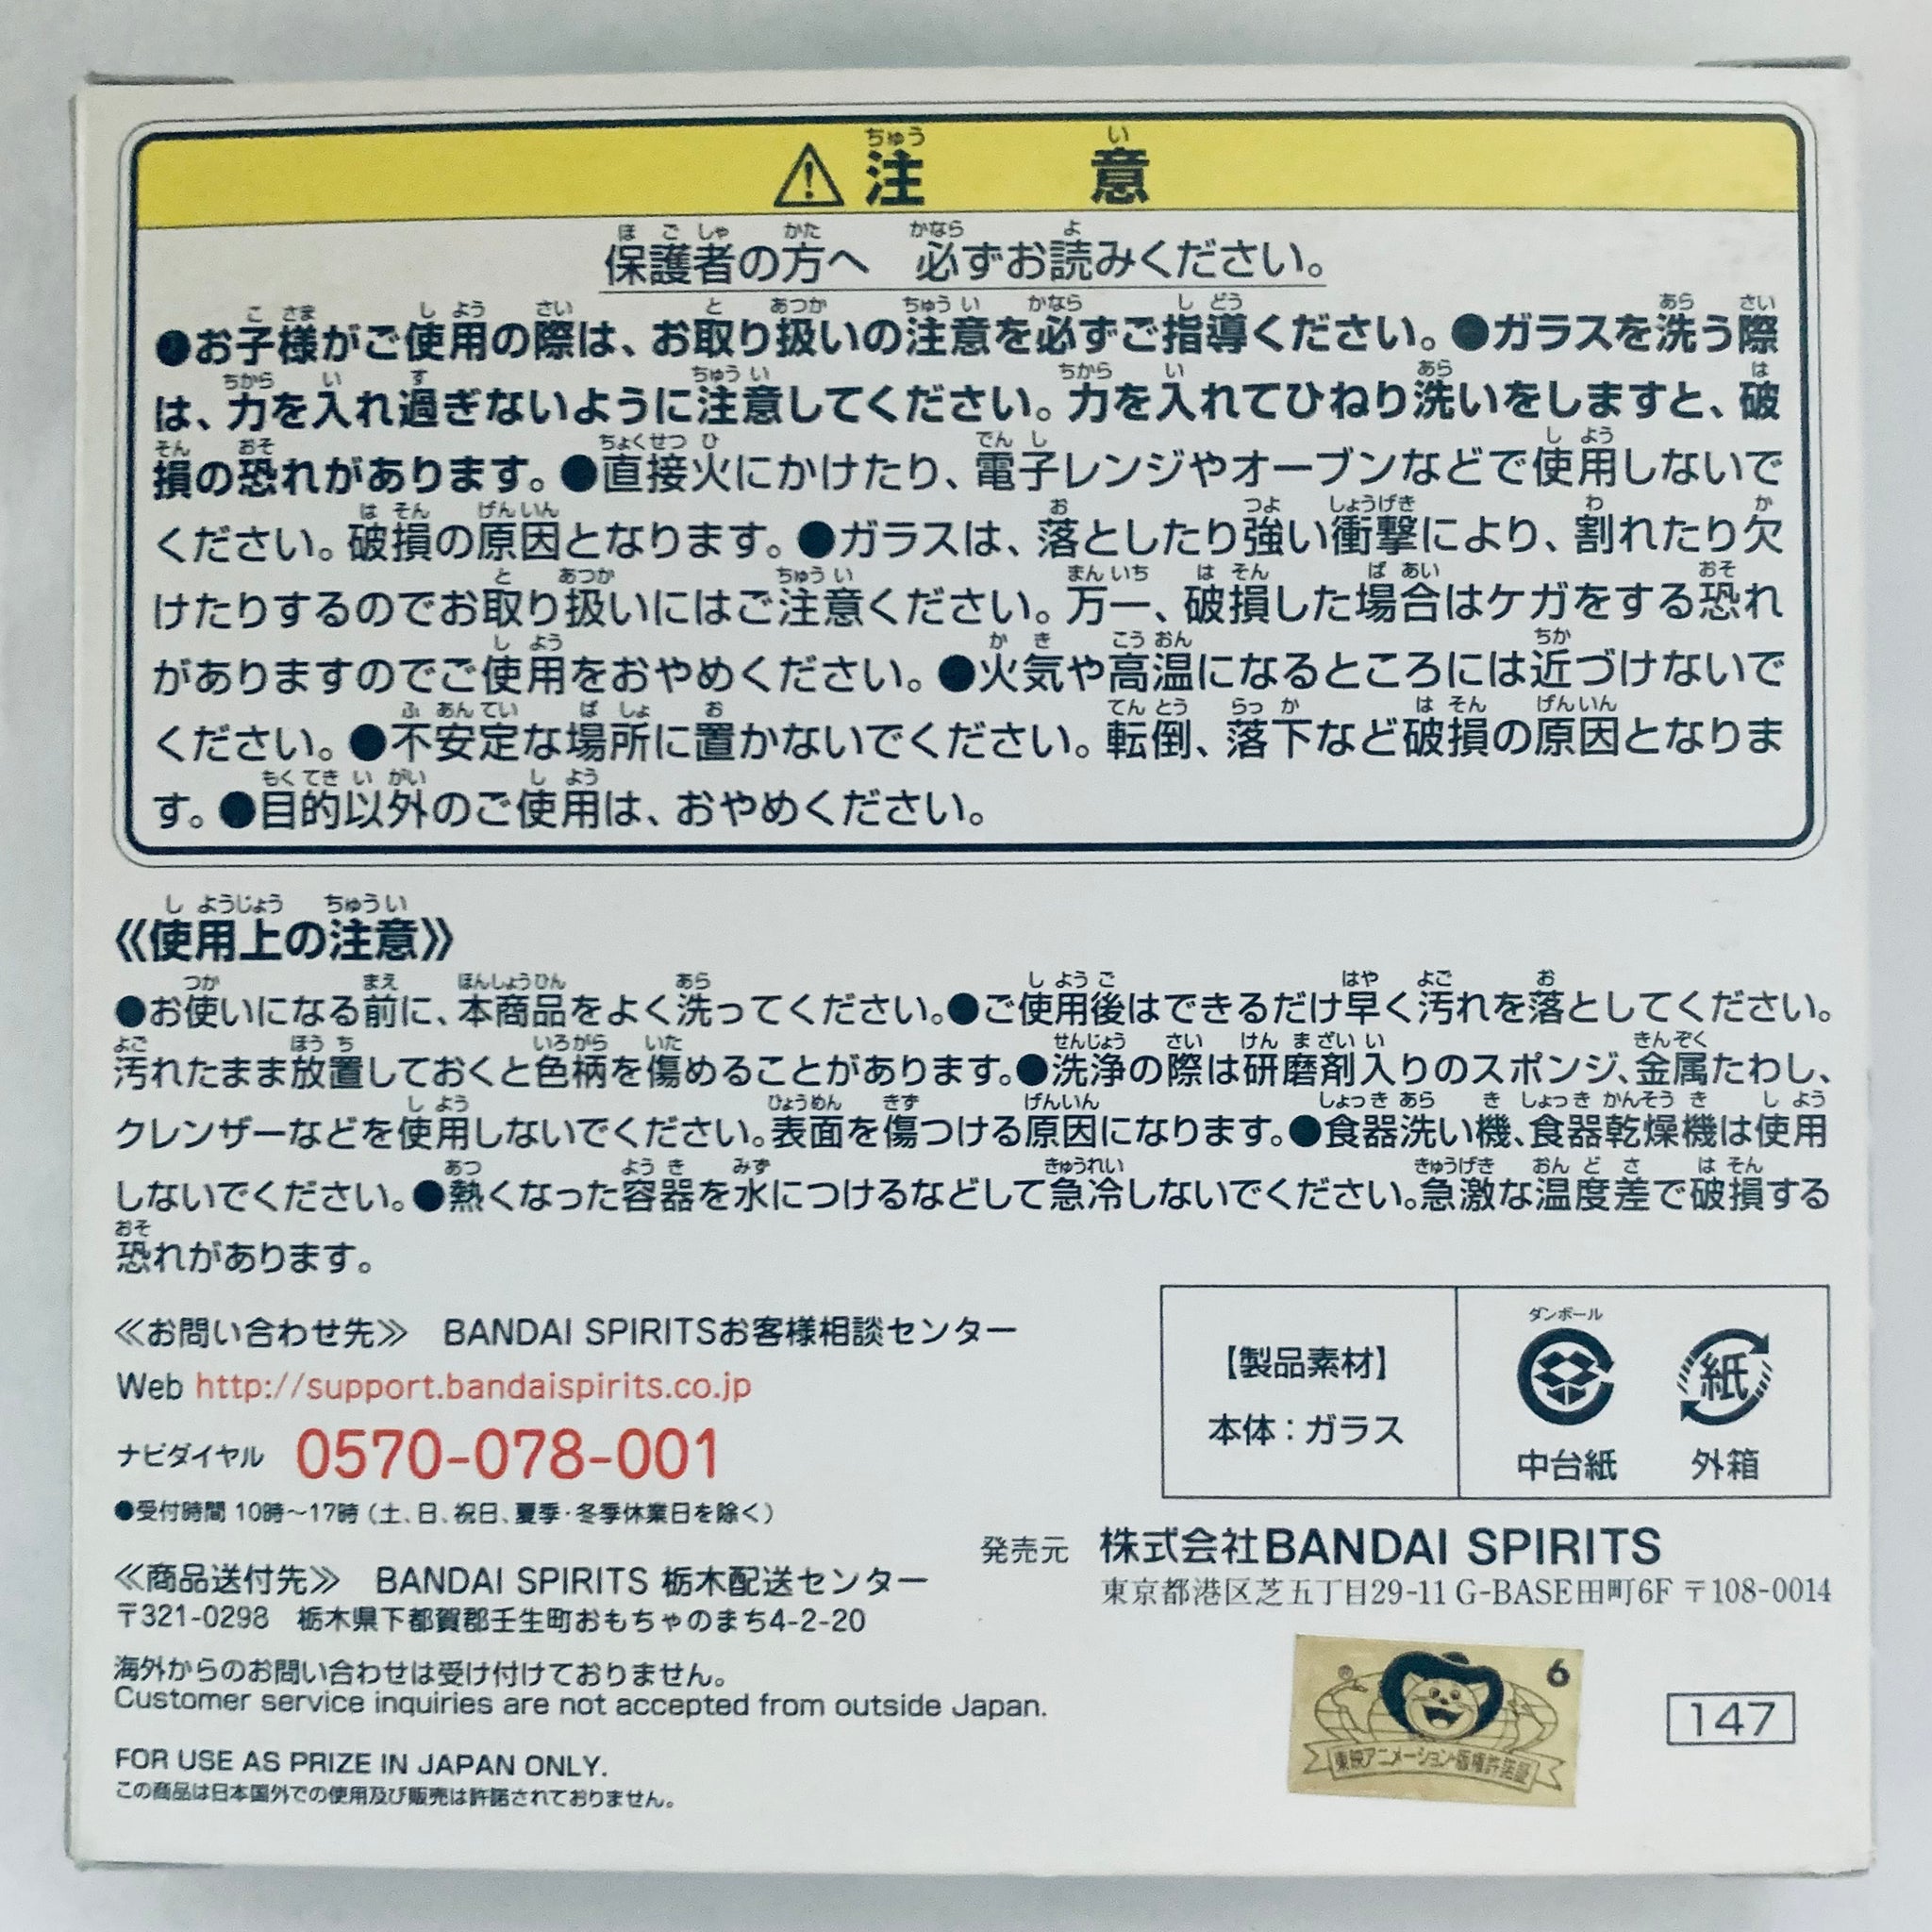 ⚠注意
保護者の方へ 必ずお読みください。
●お子様がご使用の際は、お取り扱いの注意を必ずご指導ください。●ガラスを洗う際
は、力を入れ過ぎないように注意してください。力を入れてひねり洗いをしますと、破
損の恐れがあります。●直接火にかけたり、電子レンジやオーブンなどで使用しないで
ください。破損の原因となります。●ガラスは、落としたり強い衝撃により、割れたり欠
けたりするのでお取り扱いにはご注意ください。万一、破損した場合はケガをする恐れ
がありますのでご使用をおやめください。●火気や高温になるところには近づけないで
ください。●不安定な場所に置かないでください。転倒、落下など破損の原因となりま
す。●目的以外のご使用は、おやめください。
《使用上の注意》
●お使いになる前に、本商品をよく洗ってください。●ご使用後はできるだけ早く汚れを落としてください。
汚れたまま放置しておくと色柄を傷めることがあります。●洗浄の際は研磨剤入りのスポンジ、金属たわし、
クレンザーなどを使用しないでください。表面を傷つける原因になります。●食器洗い機、食器乾燥機は使用
しないでください。●熱くなった容器を水につけるなどして急冷しないでください。急激な温度差で破損する
恐れがあります。
≪お問い合わせ先≫ BANDAI SPIRITSお客様相談センター
Web http://support.bandaispirits.co.jp
ナビダイヤル 0570-078-001
●受付時間 10時～17時（土、日、祝日、夏季・冬季休業日を除く）
≪商品送付先≫ BANDAI SPIRITS 栃木配送センター
〒321-0298 栃木県下都賀郡壬生町おもちゃのまち4-2-20
海外からのお問い合わせは受け付けておりません。
Customer service inquiries are not accepted from outside Japan.
FOR USE AS PRIZE IN JAPAN ONLY.
この商品は日本国外での使用及び販売は許諾されておりません。
【製品素材】
本体：ガラス
ダンボール
中台紙
紙
外箱
発売元 株式会社BANDAI SPIRITS
東京都港区芝五丁目29-11 G-BASE田町6F 〒108-0014
® 6
東映アニメーション・版権許諾証
147